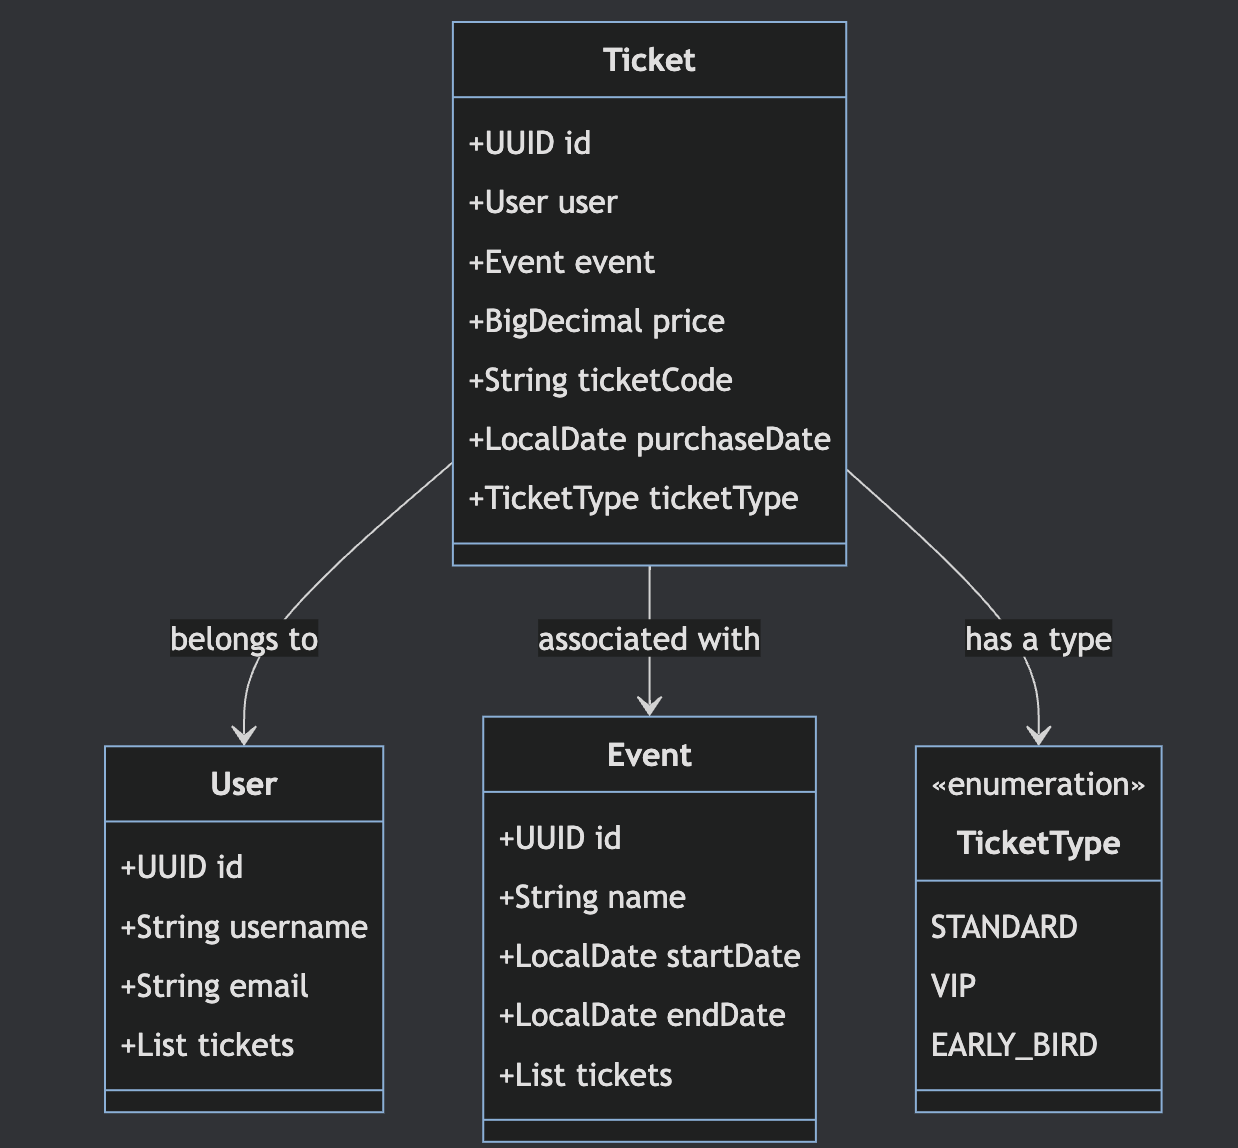 Ticket
+UUID id
+User user
+Event event
+BigDecimal price
+String ticketCode
+LocalDate purchaseDate
+TicketType ticketType
belongs to
associated with
has a type
User
+UUID id
+String username
+String email
+List tickets
Event
+UUID id
+String name
+LocalDate startDate
+LocalDate endDate
+List tickets
«enumeration»
TicketType
STANDARD
VIP
EARLY_BIRD